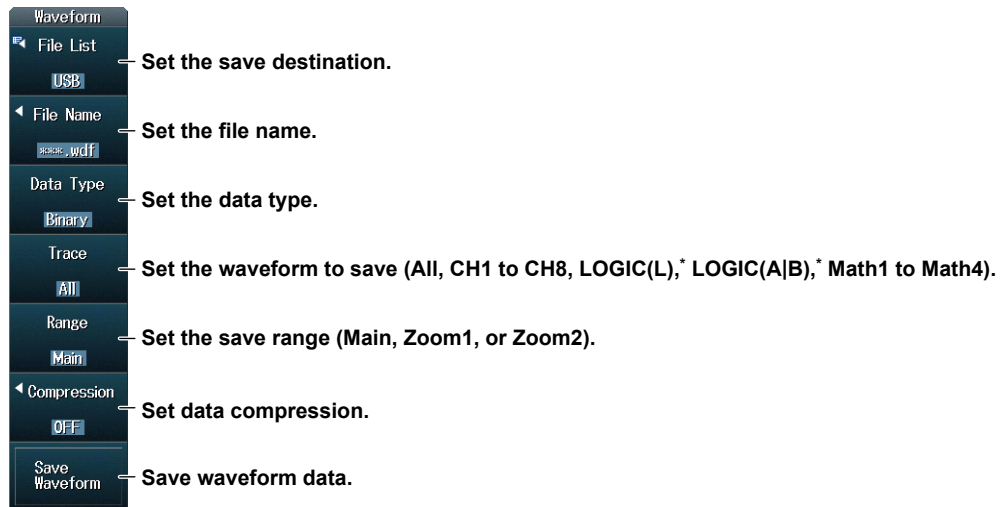 Waveform
File List
USB
Set the save destination.
File Name
***.wdf
Set the file name.
Data Type
Binary
Set the data type.
Trace
All
Set the waveform to save (All, CH1 to CH8, LOGIC(L),* LOGIC(A|B),* Math1 to Math4).
Range
Main
Set the save range (Main, Zoom1, or Zoom2).
Compression
OFF
Set data compression.
Save
Waveform
Save waveform data.